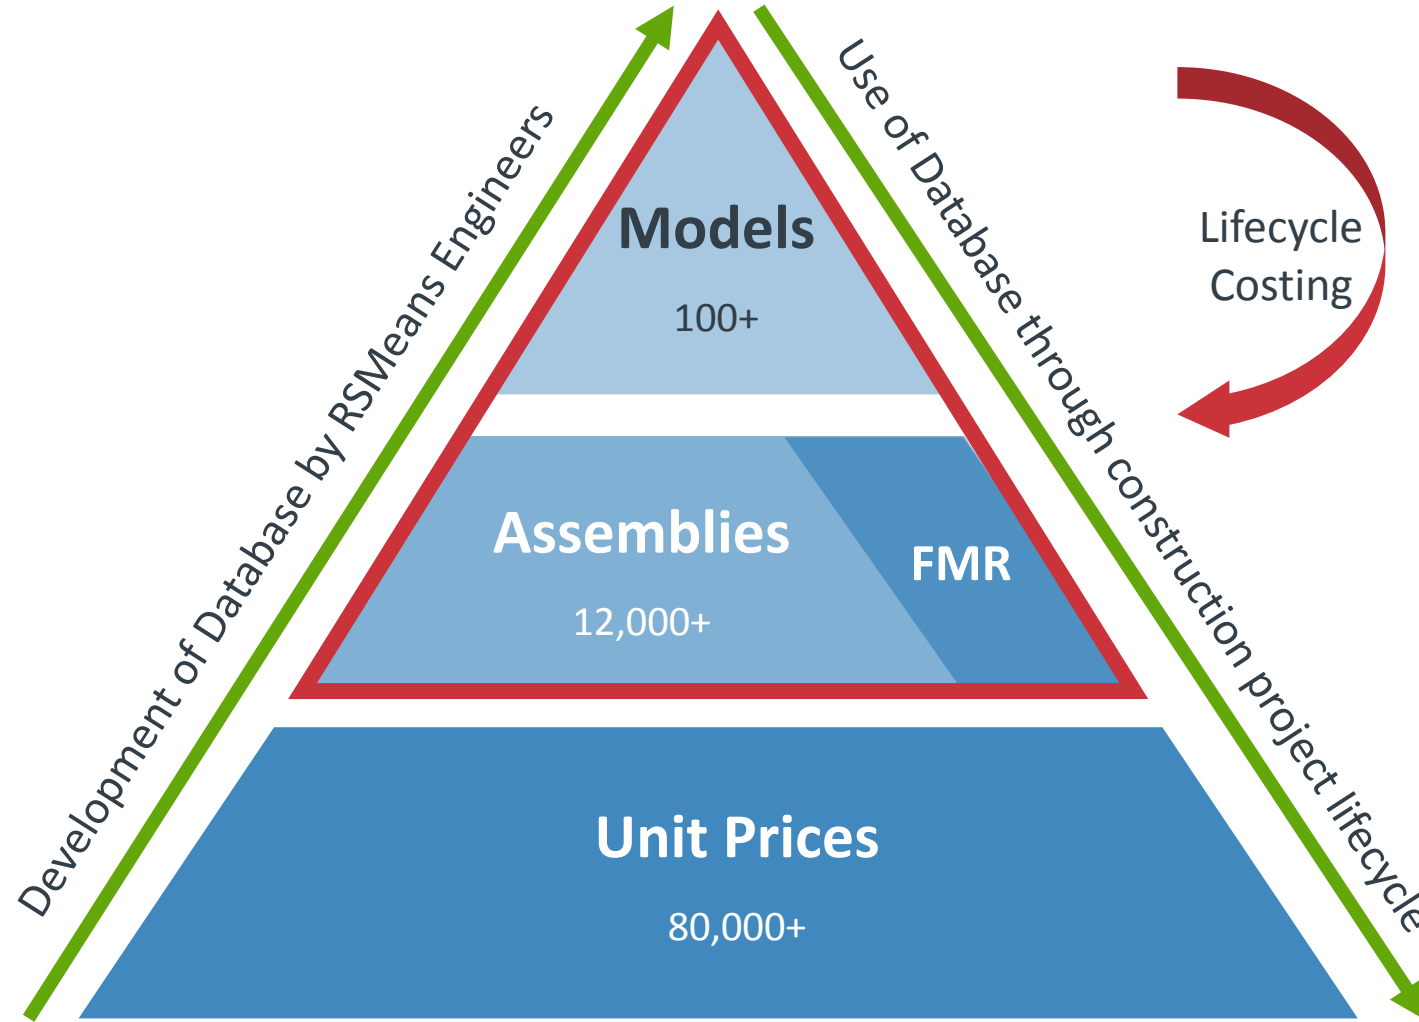 Development of Database by RSMeans Engineers
Use of Database through construction project lifecycle
Lifecycle
Costing
Models
100+
Assemblies
12,000+
FMR
Unit Prices
80,000+